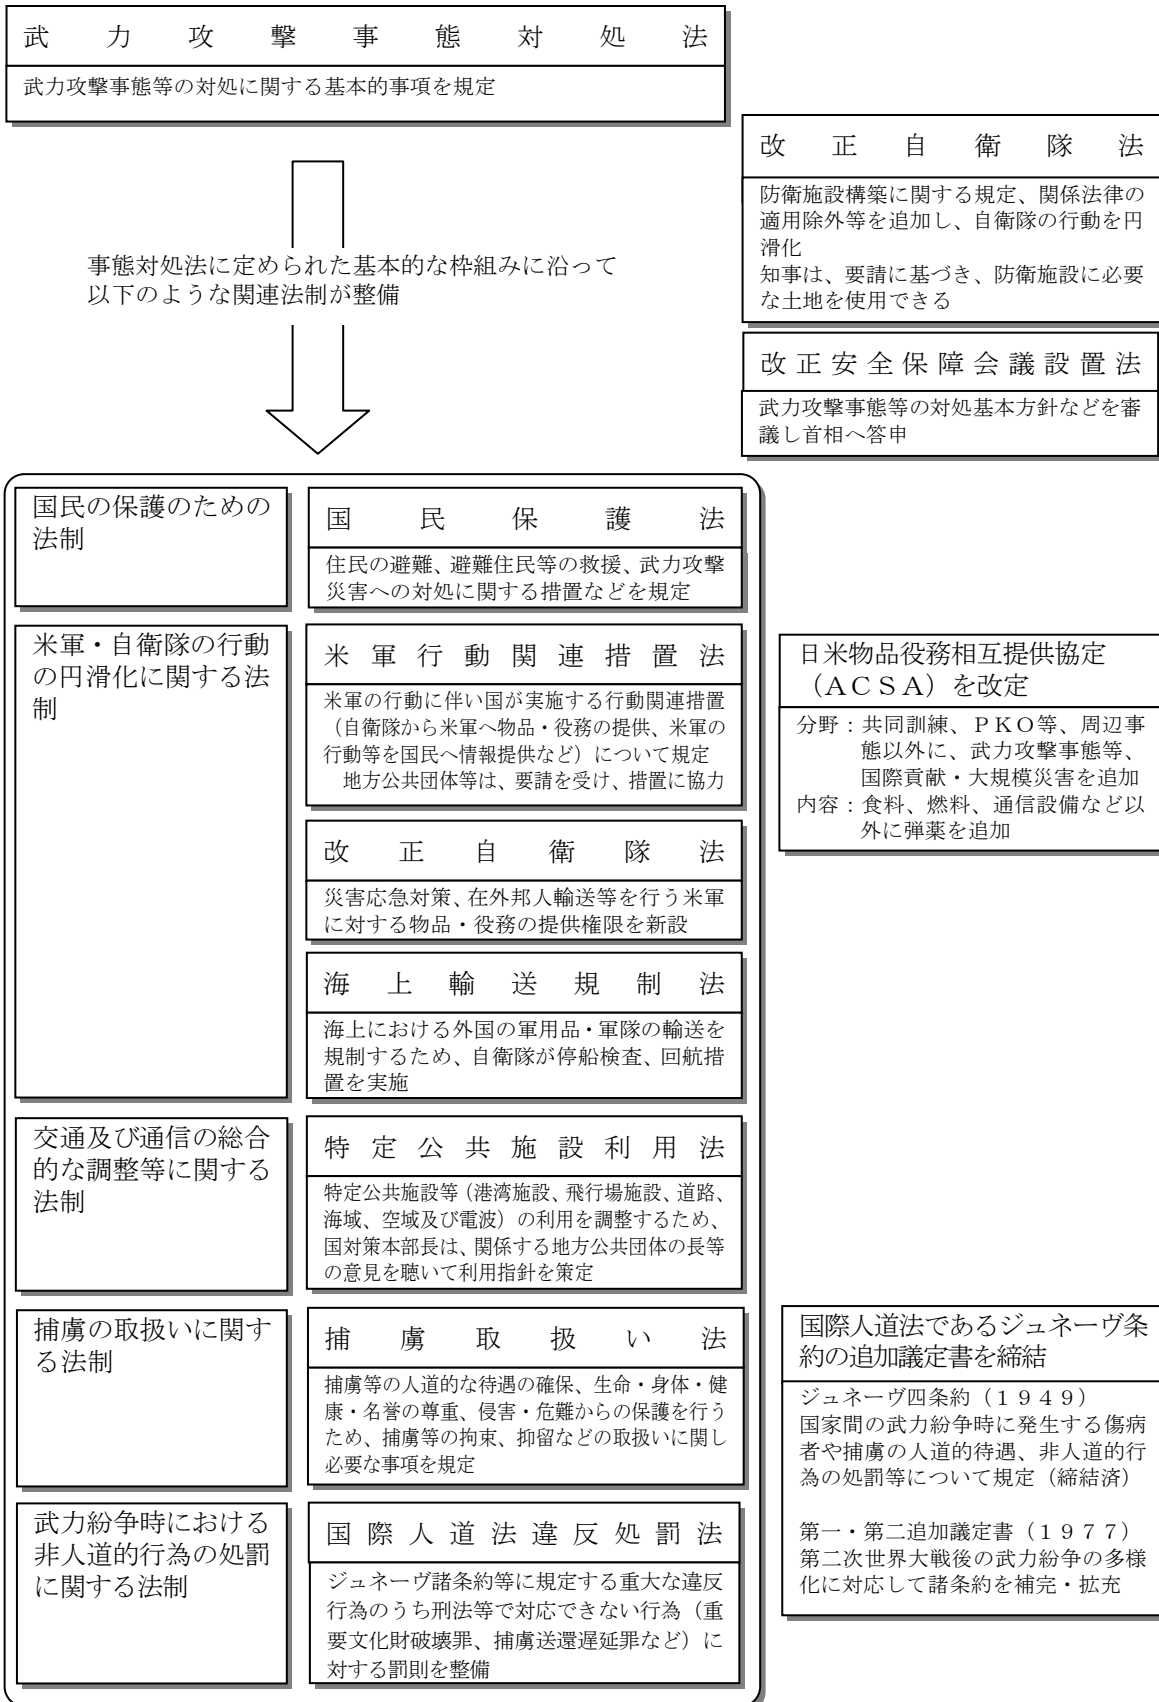 武力攻撃事態対処法
武力攻撃事態等の対処に関する基本的事項を規定
改正自衛隊法
防衛施設構築に関する規定、関係法律の
適用除外等を追加し、自衛隊の行動を円
滑化
知事は、要請に基づき、防衛施設に必要
な土地を使用できる
事態対処法に定められた基本的な枠組みに沿って
以下のような関連法制が整備
改正安全保障会議設置法
武力攻撃事態等の対処基本方針などを審
議し首相へ答申
国民の保護のための
法制
国民保護法
住民の避難、避難住民等の救援、武力攻撃
災害への対処に関する措置などを規定
米軍・自衛隊の行動
の円滑化に関する法
制
米軍行動関連措置法
米軍の行動に伴い国が実施する行動関連措置
（自衛隊から米軍へ物品・役務の提供、米軍の
行動等を国民へ情報提供など）について規定
地方公共団体等は、要請を受け、措置に協力
日米物品役務相互提供協定
（ＡＣＳＡ）を改定
分野：共同訓練、ＰＫＯ等、周辺事
態以外に、武力攻撃事態等、
国際貢献・大規模災害を追加
内容：食料、燃料、通信設備など以
外に弾薬を追加
改正自衛隊法
災害応急対策、在外邦人輸送等を行う米軍
に対する物品・役務の提供権限を新設
海上輸送規制法
海上における外国の軍用品・軍隊の輸送を
規制するため、自衛隊が停船検査、回航措
置を実施
交通及び通信の総合
的な調整等に関する
法制
特定公共施設利用法
特定公共施設等（港湾施設、飛行場施設、道路、
海域、空域及び電波）の利用を調整するため、
国対策本部長は、関係する地方公共団体の長等
の意見を聴いて利用指針を策定
捕虜の取扱いに関す
る法制
捕虜取扱い法
捕虜等の人道的な待遇の確保、生命・身体・健
康・名誉の尊重、侵害・危難からの保護を行う
ため、捕虜等の拘束、抑留などの取扱いに関し
必要な事項を規定
国際人道法であるジュネーヴ条
約の追加議定書を締結
ジュネーヴ四条約（１９４９）
国家間の武力紛争時に発生する傷病
者や捕虜の人道的待遇、非人道的行
為の処罰等について規定（締結済）
第一・第二追加議定書（１９７７）
第二次世界大戦後の武力紛争の多様
化に対応して諸条約を補完・拡充
武力紛争時における
非人道的行為の処罰
に関する法制
国際人道法違反処罰法
ジュネーヴ諸条約等に規定する重大な違反
行為のうち刑法等で対応できない行為（重
要文化財破壊罪、捕虜送還遅延罪など）に
対する罰則を整備